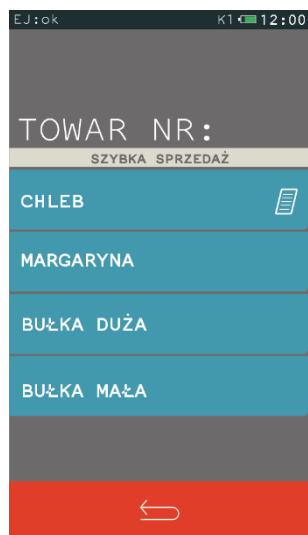 EJ:ok K1 12:00
TOWAR NR:
SZYBKA SPRZEDAŻ
CHLEB
MARGARYNA
BUŁKA DUŻA
BUŁKA MAŁA